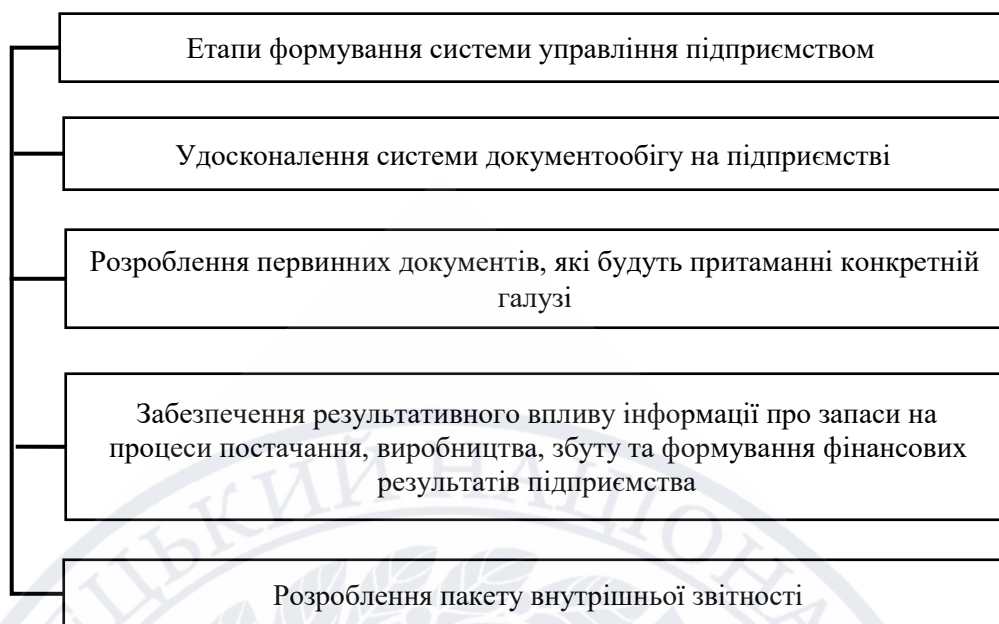 Етапи формування системи управління підприємством
Удосконалення системи документообігу на підприємстві
Розроблення первинних документів, які будуть притаманні конкретній
галузі
Забезпечення результативного впливу інформації про запаси на
процеси постачання, виробництва, збуту та формування фінансових
результатів підприємства
Розроблення пакету внутрішньої звітності